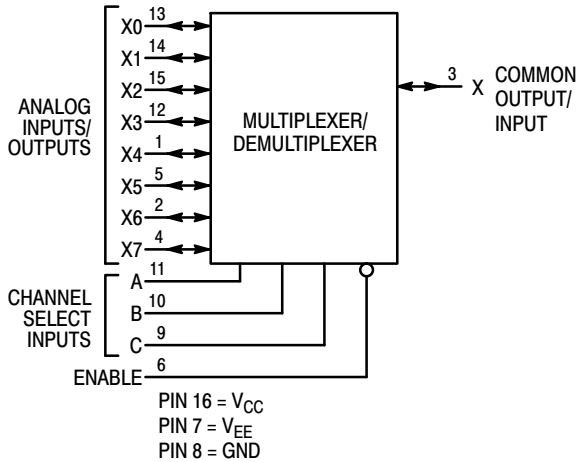 ANALOG
INPUTS/
OUTPUTS
X0 13
X1 14
X2 15
X3 12
X4 1
X5 5
X6 2
X7 4
MULTIPLEXER/
DEMULTIPLEXER
3 X COMMON
OUTPUT/
INPUT
CHANNEL
SELECT
INPUTS
A 11
B 10
C 9
ENABLE 6
PIN 16 = VCC
PIN 7 = VEE
PIN 8 = GND